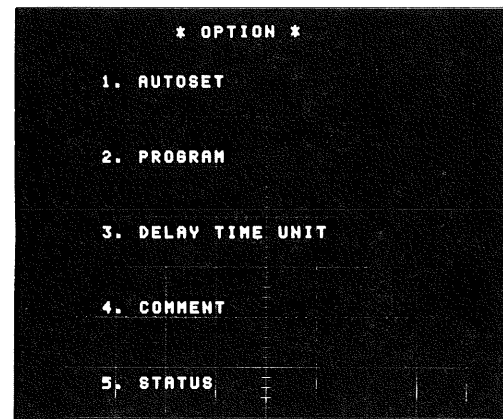 * OPTION *
1. AUTOSET
2. PROGRAM
3. DELAY TIME UNIT
4. COMMENT
5. STATUS